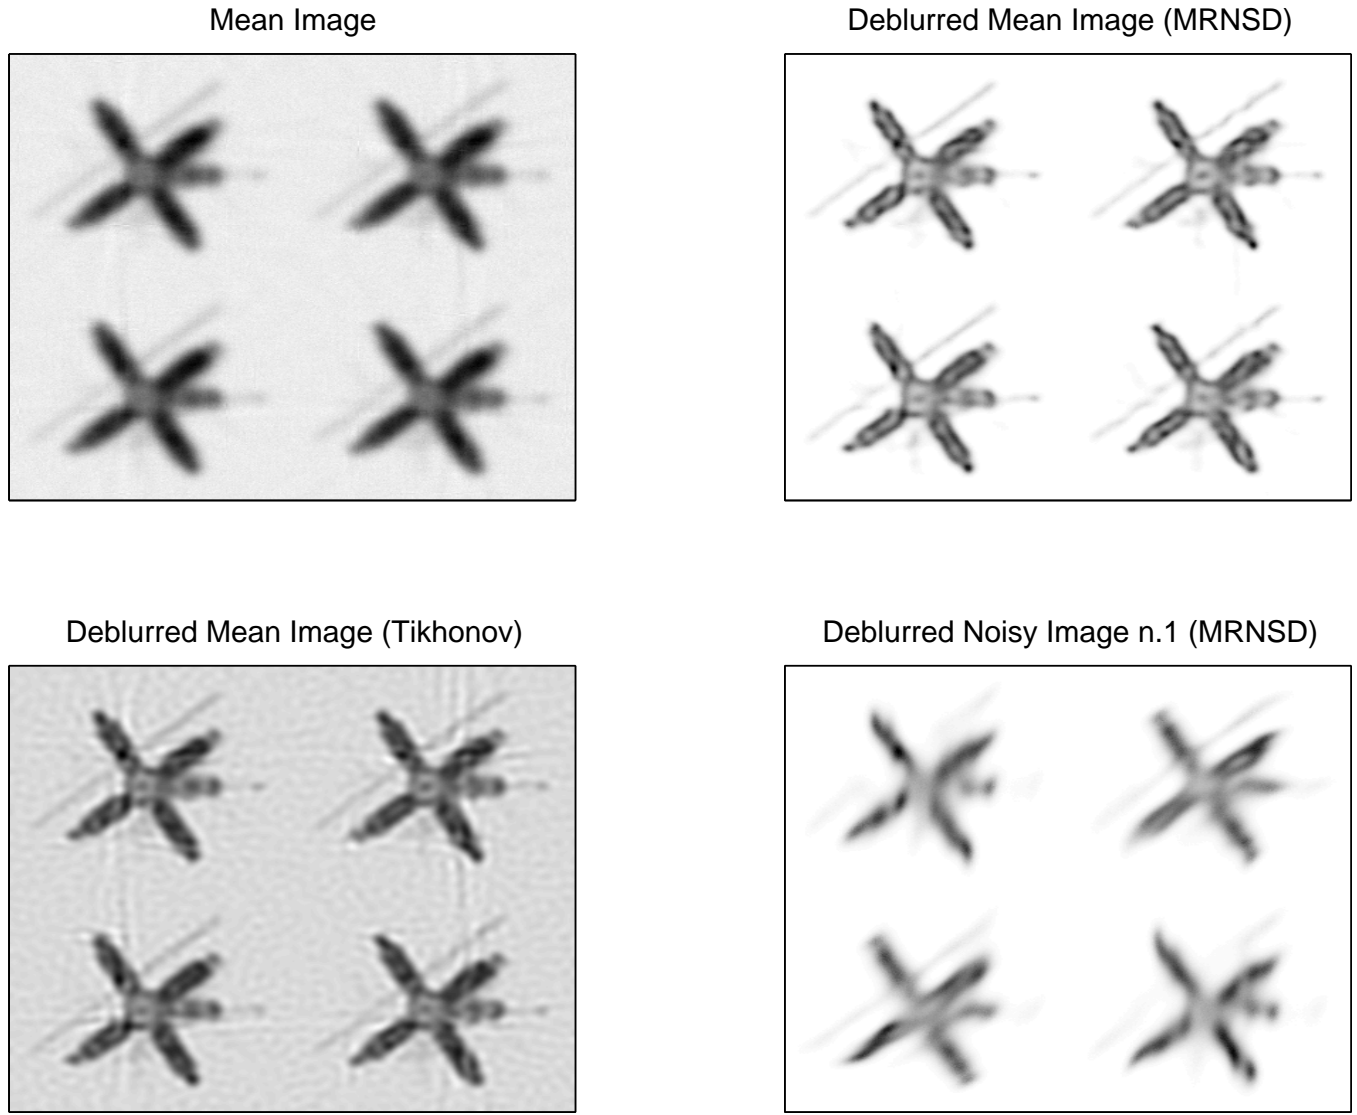 Mean Image
Deblurred Mean Image (MRNSD)
Deblurred Mean Image (Tikhonov)
Deblurred Noisy Image n.1 (MRNSD)